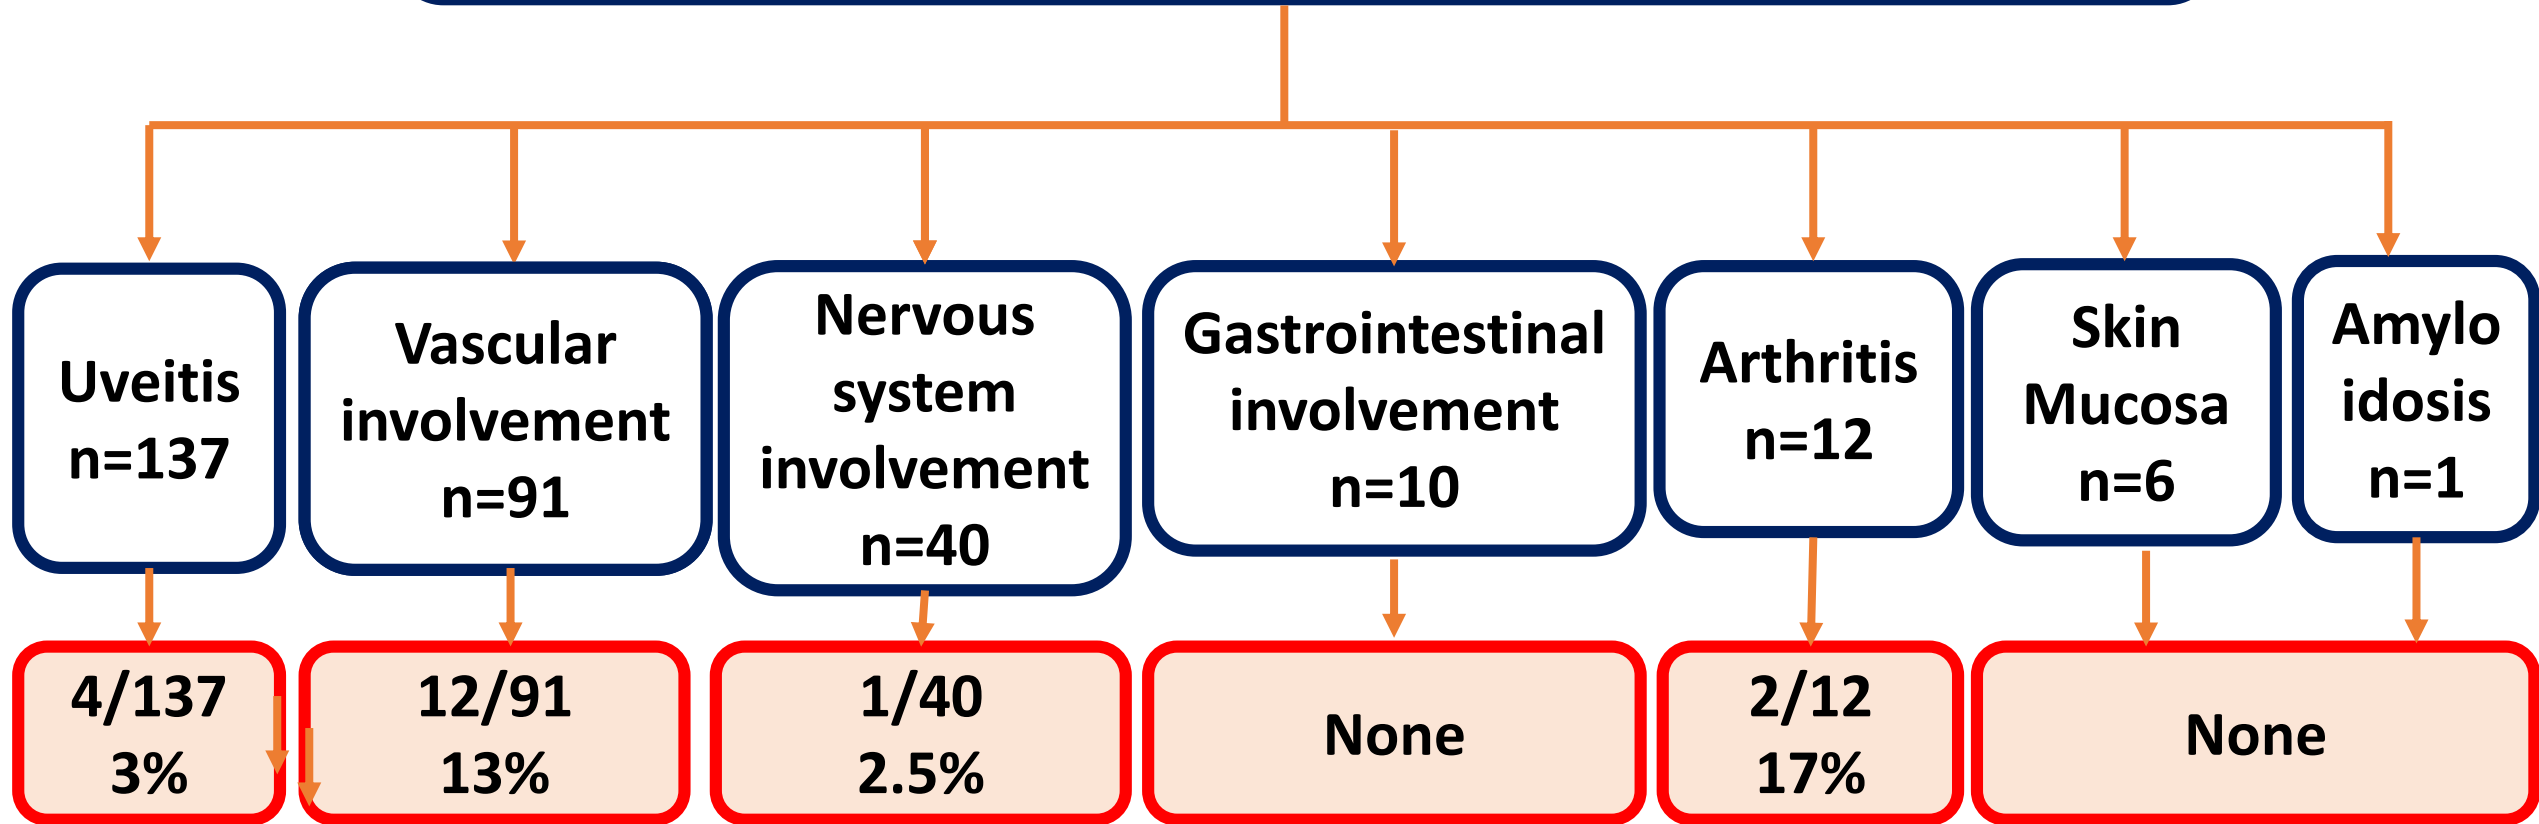 Uveitis
n=137
Vascular
involvement
n=91
Nervous
system
involvement
n=40
Gastrointestinal
involvement
n=10
Arthritis
n=12
Skin
Mucosa
n=6
Amylo
idosis
n=1
4/137
3%
12/91
13%
1/40
2.5%
None
2/12
17%
None